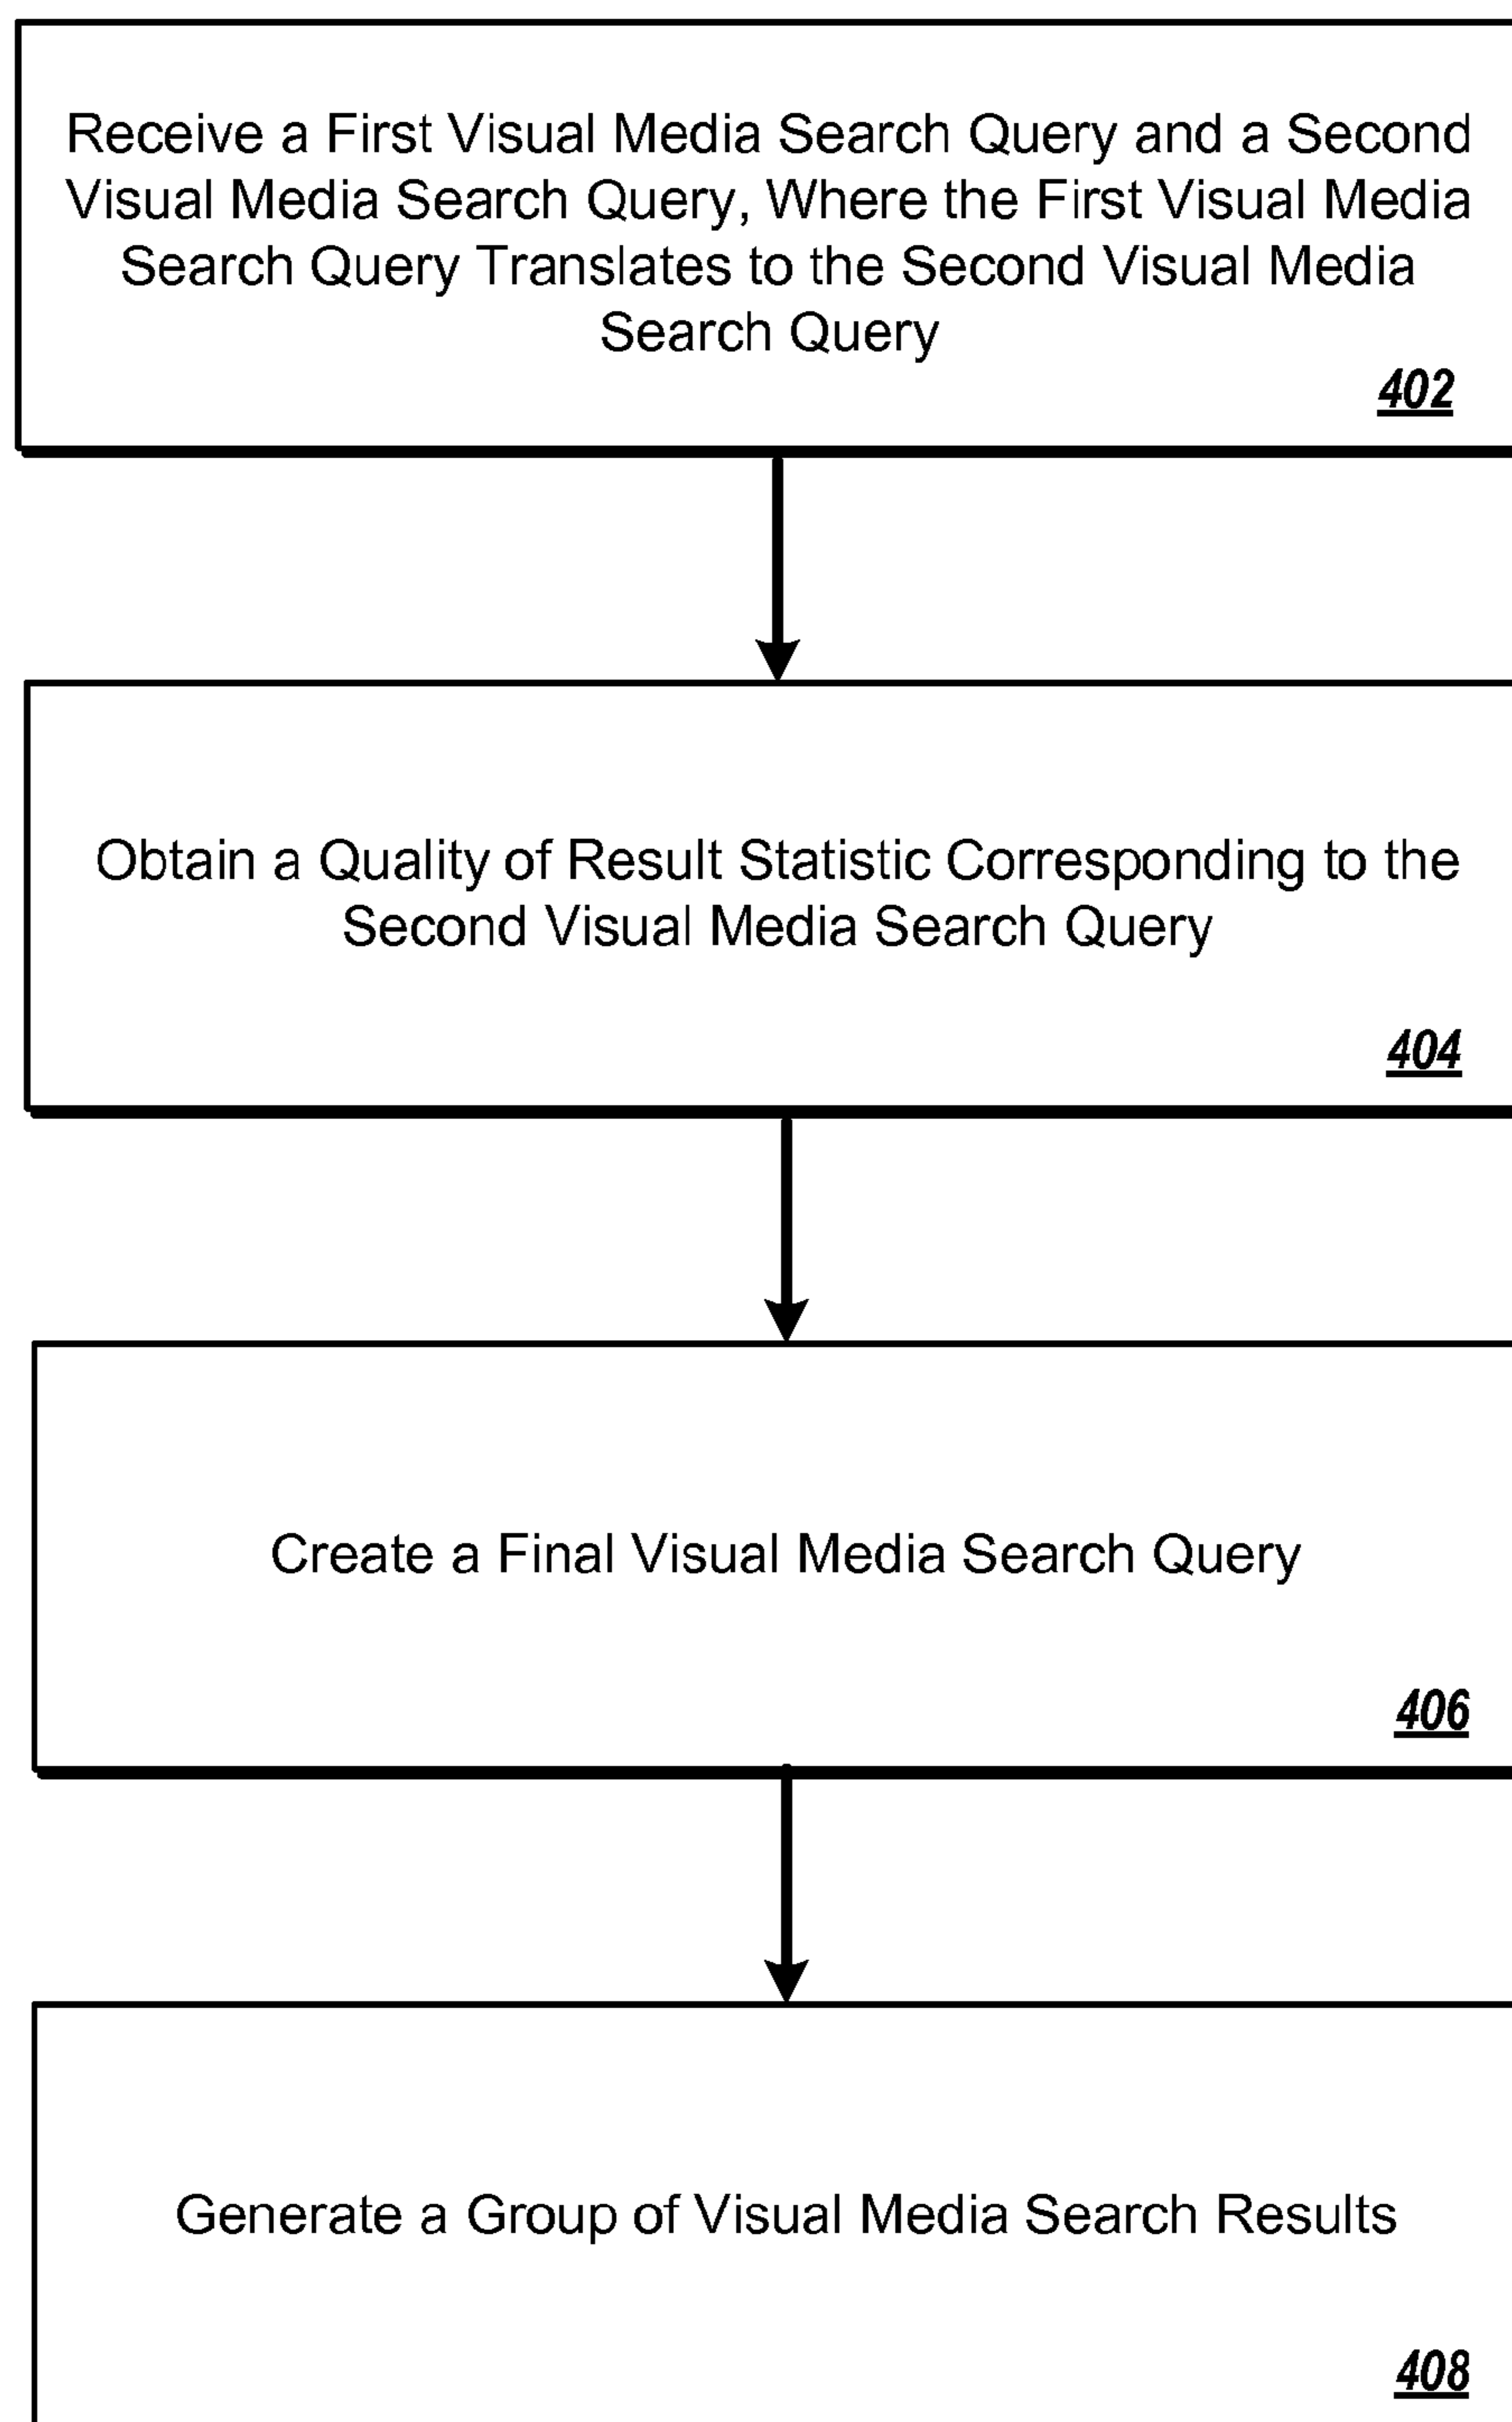 Receive a First Visual Media Search Query and a Second
Visual Media Search Query, Where the First Visual Media
Search Query Translates to the Second Visual Media
Search Query
402
Obtain a Quality of Result Statistic Corresponding to the
Second Visual Media Search Query
404
Create a Final Visual Media Search Query
406
Generate a Group of Visual Media Search Results
408